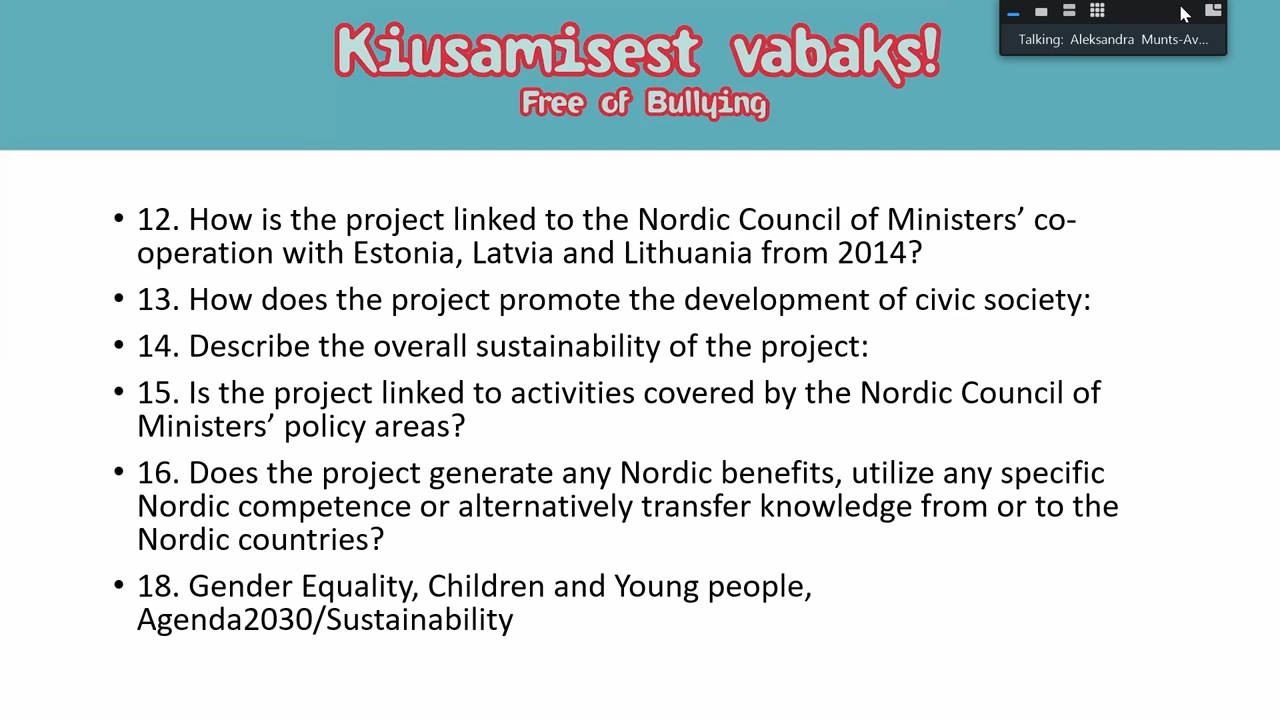 Kiusamisest vabaks!
Free of Bullying
Talking: Aleksandra Munts-Av...
• 12. How is the project linked to the Nordic Council of Ministers’ co-
operation with Estonia, Latvia and Lithuania from 2014?
• 13. How does the project promote the development of civic society:
• 14. Describe the overall sustainability of the project:
• 15. Is the project linked to activities covered by the Nordic Council of
Ministers’ policy areas?
• 16. Does the project generate any Nordic benefits, utilize any specific
Nordic competence or alternatively transfer knowledge from or to the
Nordic countries?
• 18. Gender Equality, Children and Young people,
Agenda2030/Sustainability